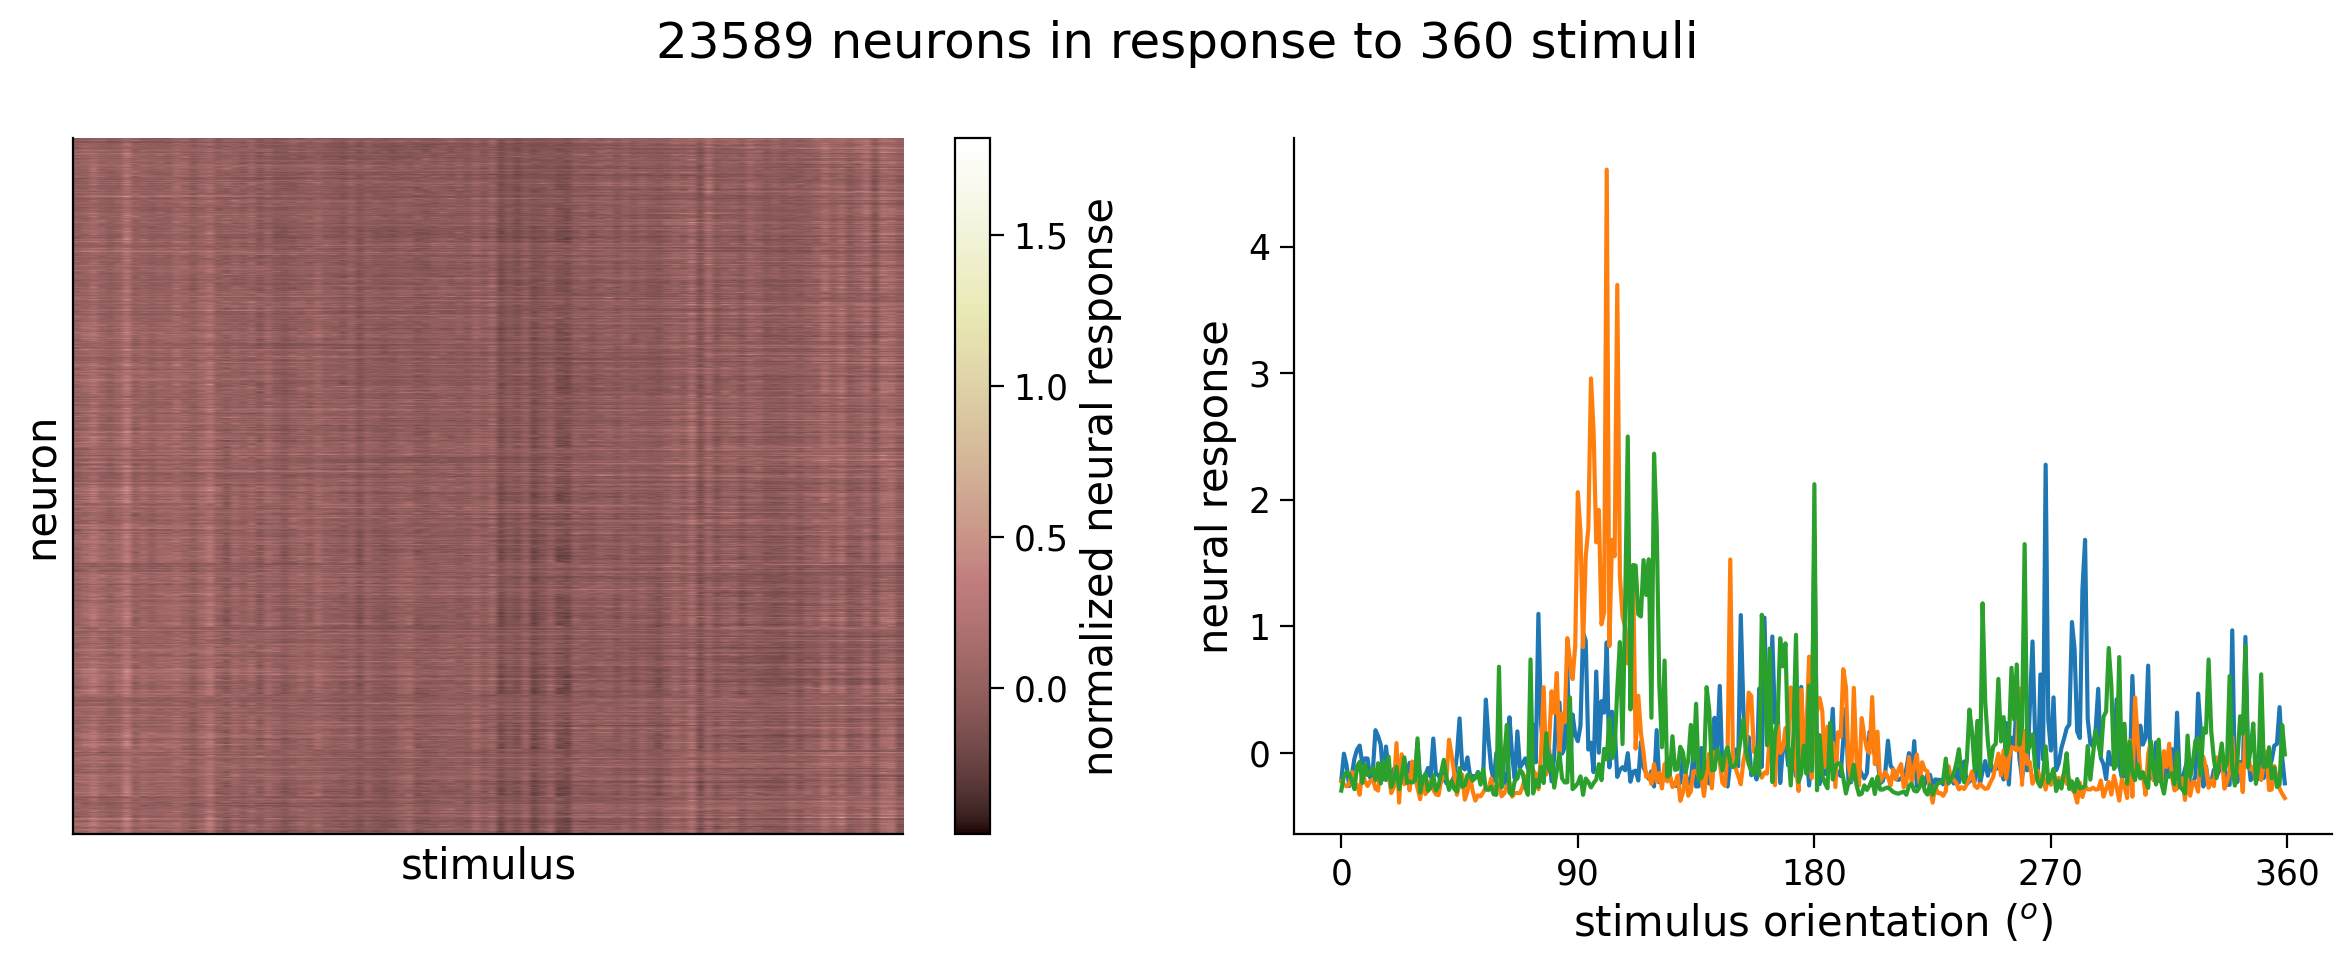 23589 neurons in response to 360 stimuli
neuron
stimulus
1.5
1.0
0.5
0.0
normalized neural response
neural response
4
3
2
1
0
0 90 180 270 360
stimulus orientation (o)